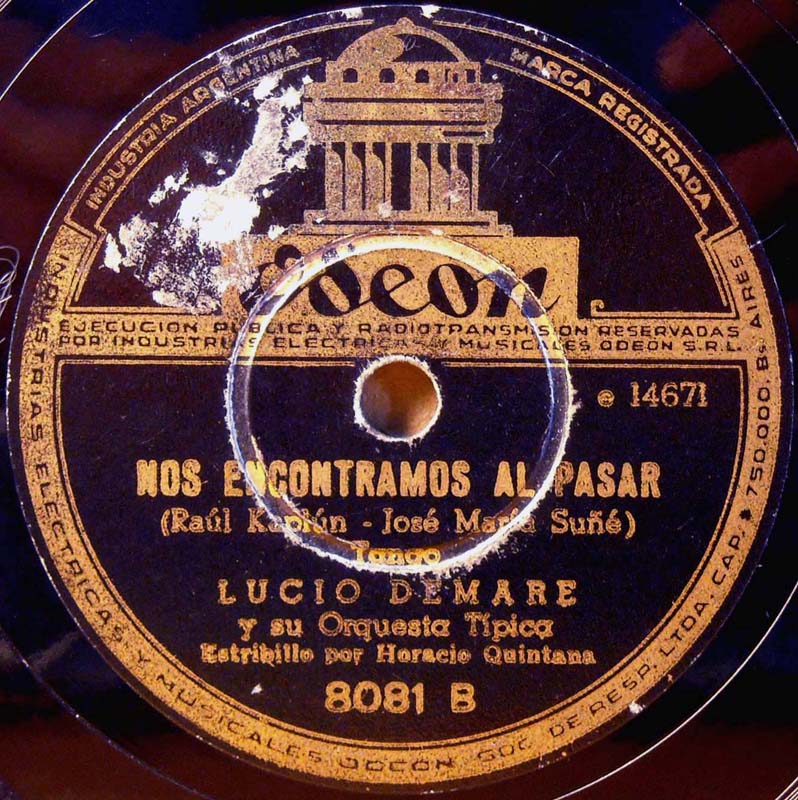 INDUSTRIA ARGENTINA
MARCA REGISTRADA
Odeon
EJECUCION PUBLICA Y RADIOTRANSMISION RESERVADAS
POR INDUSTRIAS ELECTRICAS Y MUSICALES ODEON S.R.L.
e 14671
NOS ENCONTRAMOS AL PASAR
(Raúl Kaplún - José María Suñé)
Tango
LUCIO DEMARE
y su Orquesta Típica
Estribillo por Horacio Quintana
8081 B
INDUSTRIAS ELECTRICAS Y MUSICALES ODEON SOC. DE RESP. LTDA. CAP. $ 750.000. Bs. AIRES